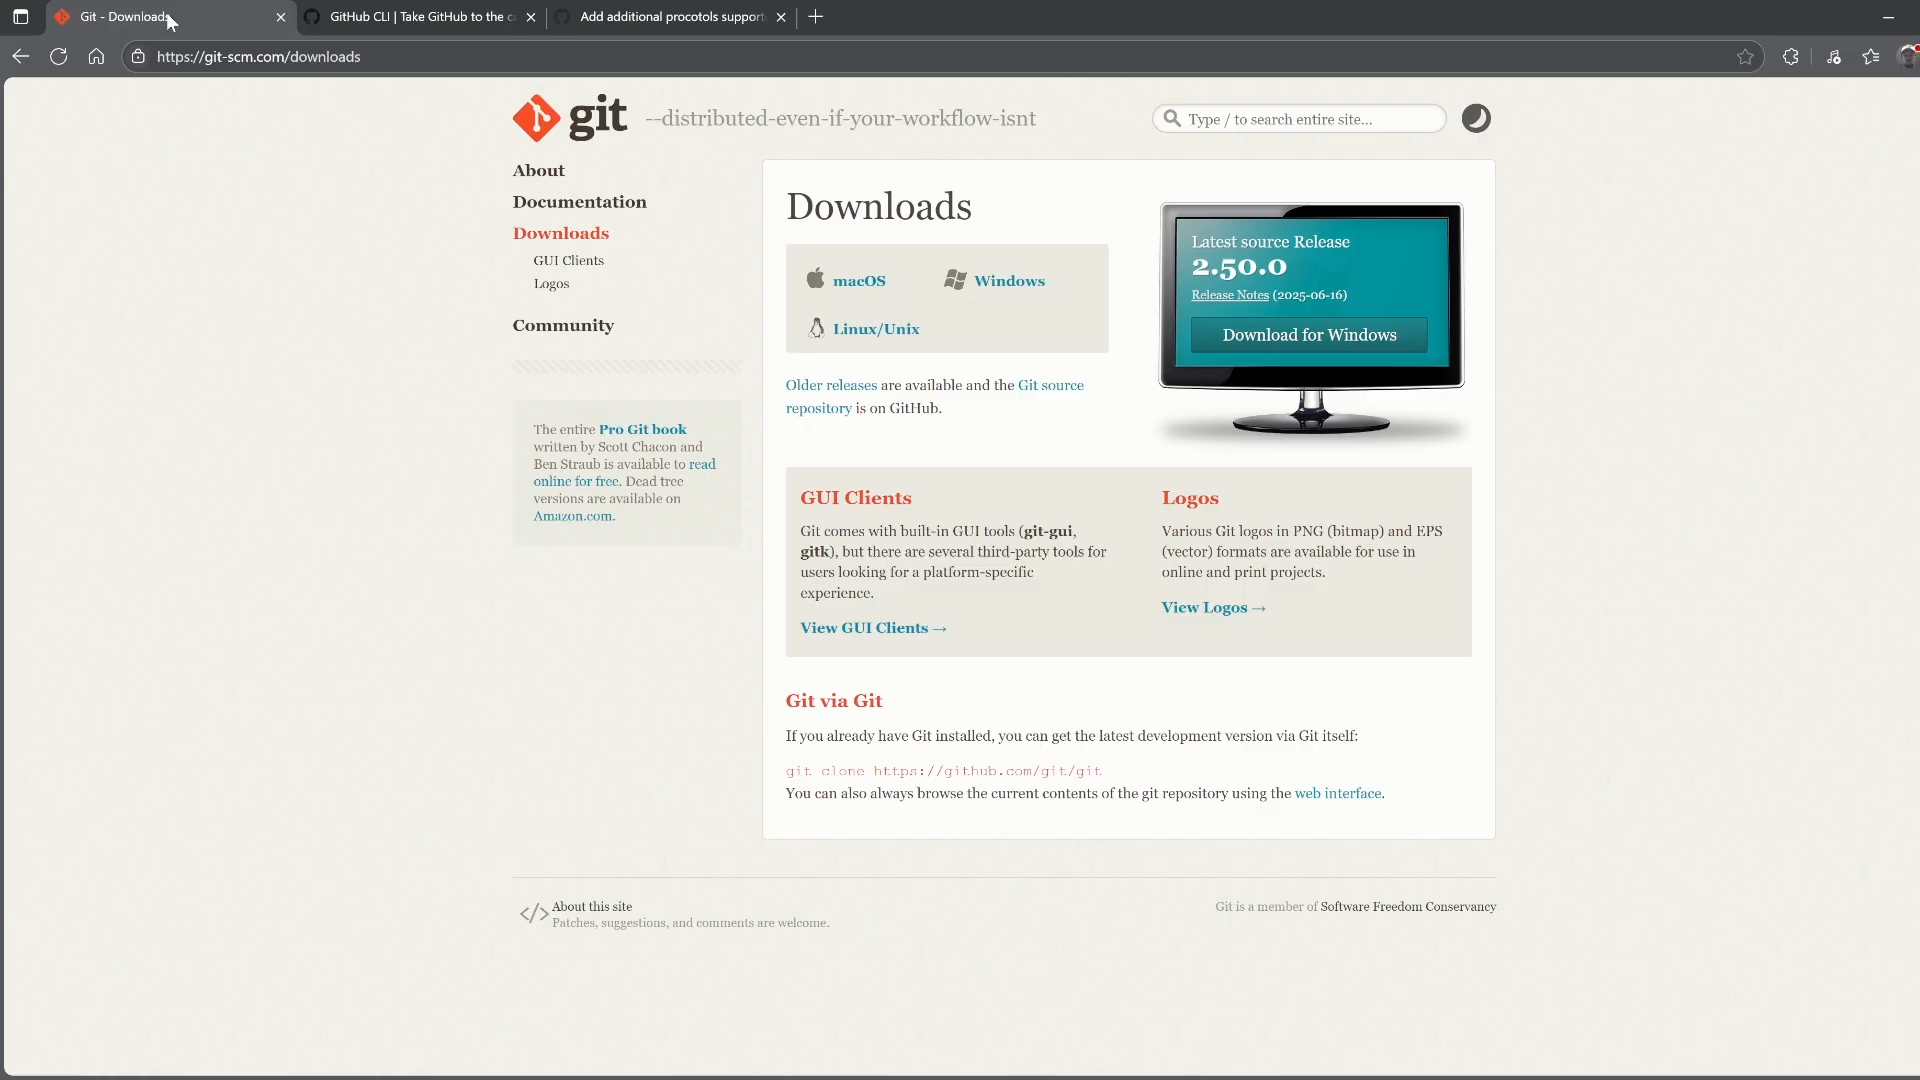 Git - Downloads
GitHub CLI | Take GitHub to the
Add additional procotols support
https://git-scm.com/downloads
git --distributed-even-if-your-workflow-isnt
Type / to search entire site...
About
Documentation
Downloads
GUI Clients
Logos
Community
The entire Pro Git book
written by Scott Chacon and
Ben Straub is available to read
online for free. Dead tree
versions are available on
Amazon.com.
Downloads
macOS
Windows
Linux/Unix
Older releases are available and the Git source
repository is on GitHub.
Latest source Release
2.50.0
Release Notes (2025-06-16)
Download for Windows
GUI Clients
Git comes with built-in GUI tools (git-gui,
gitk), but there are several third-party tools for
users looking for a platform-specific
experience.
View GUI Clients →
Logos
Various Git logos in PNG (bitmap) and EPS
(vector) formats are available for use in
online and print projects.
View Logos →
Git via Git
If you already have Git installed, you can get the latest development version via Git itself:
git clone https://github.com/git/git
You can also always browse the current contents of the git repository using the web interface.
</> About this site
Patches, suggestions, and comments are welcome.
Git is a member of Software Freedom Conservancy